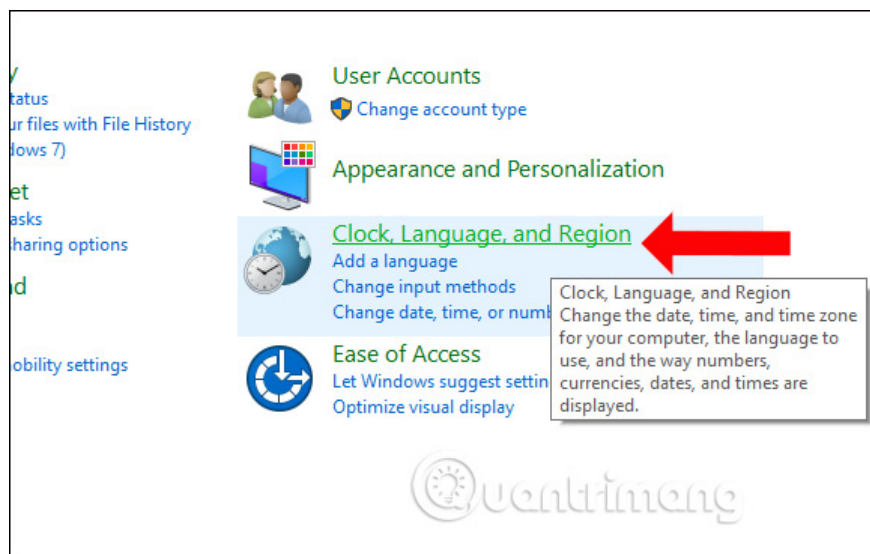 y
tatus
ur files with File History
dows 7)
et
asks
sharing options
d
obility settings
User Accounts
Change account type
Appearance and Personalization
Clock, Language, and Region
Add a language
Change input methods
Change date, time, or numb
Ease of Access
Let Windows suggest settin
Optimize visual display
Clock, Language, and Region
Change the date, time, and time zone
for your computer, the language to
use, and the way numbers,
currencies, dates, and times are
displayed.
Quantrimang